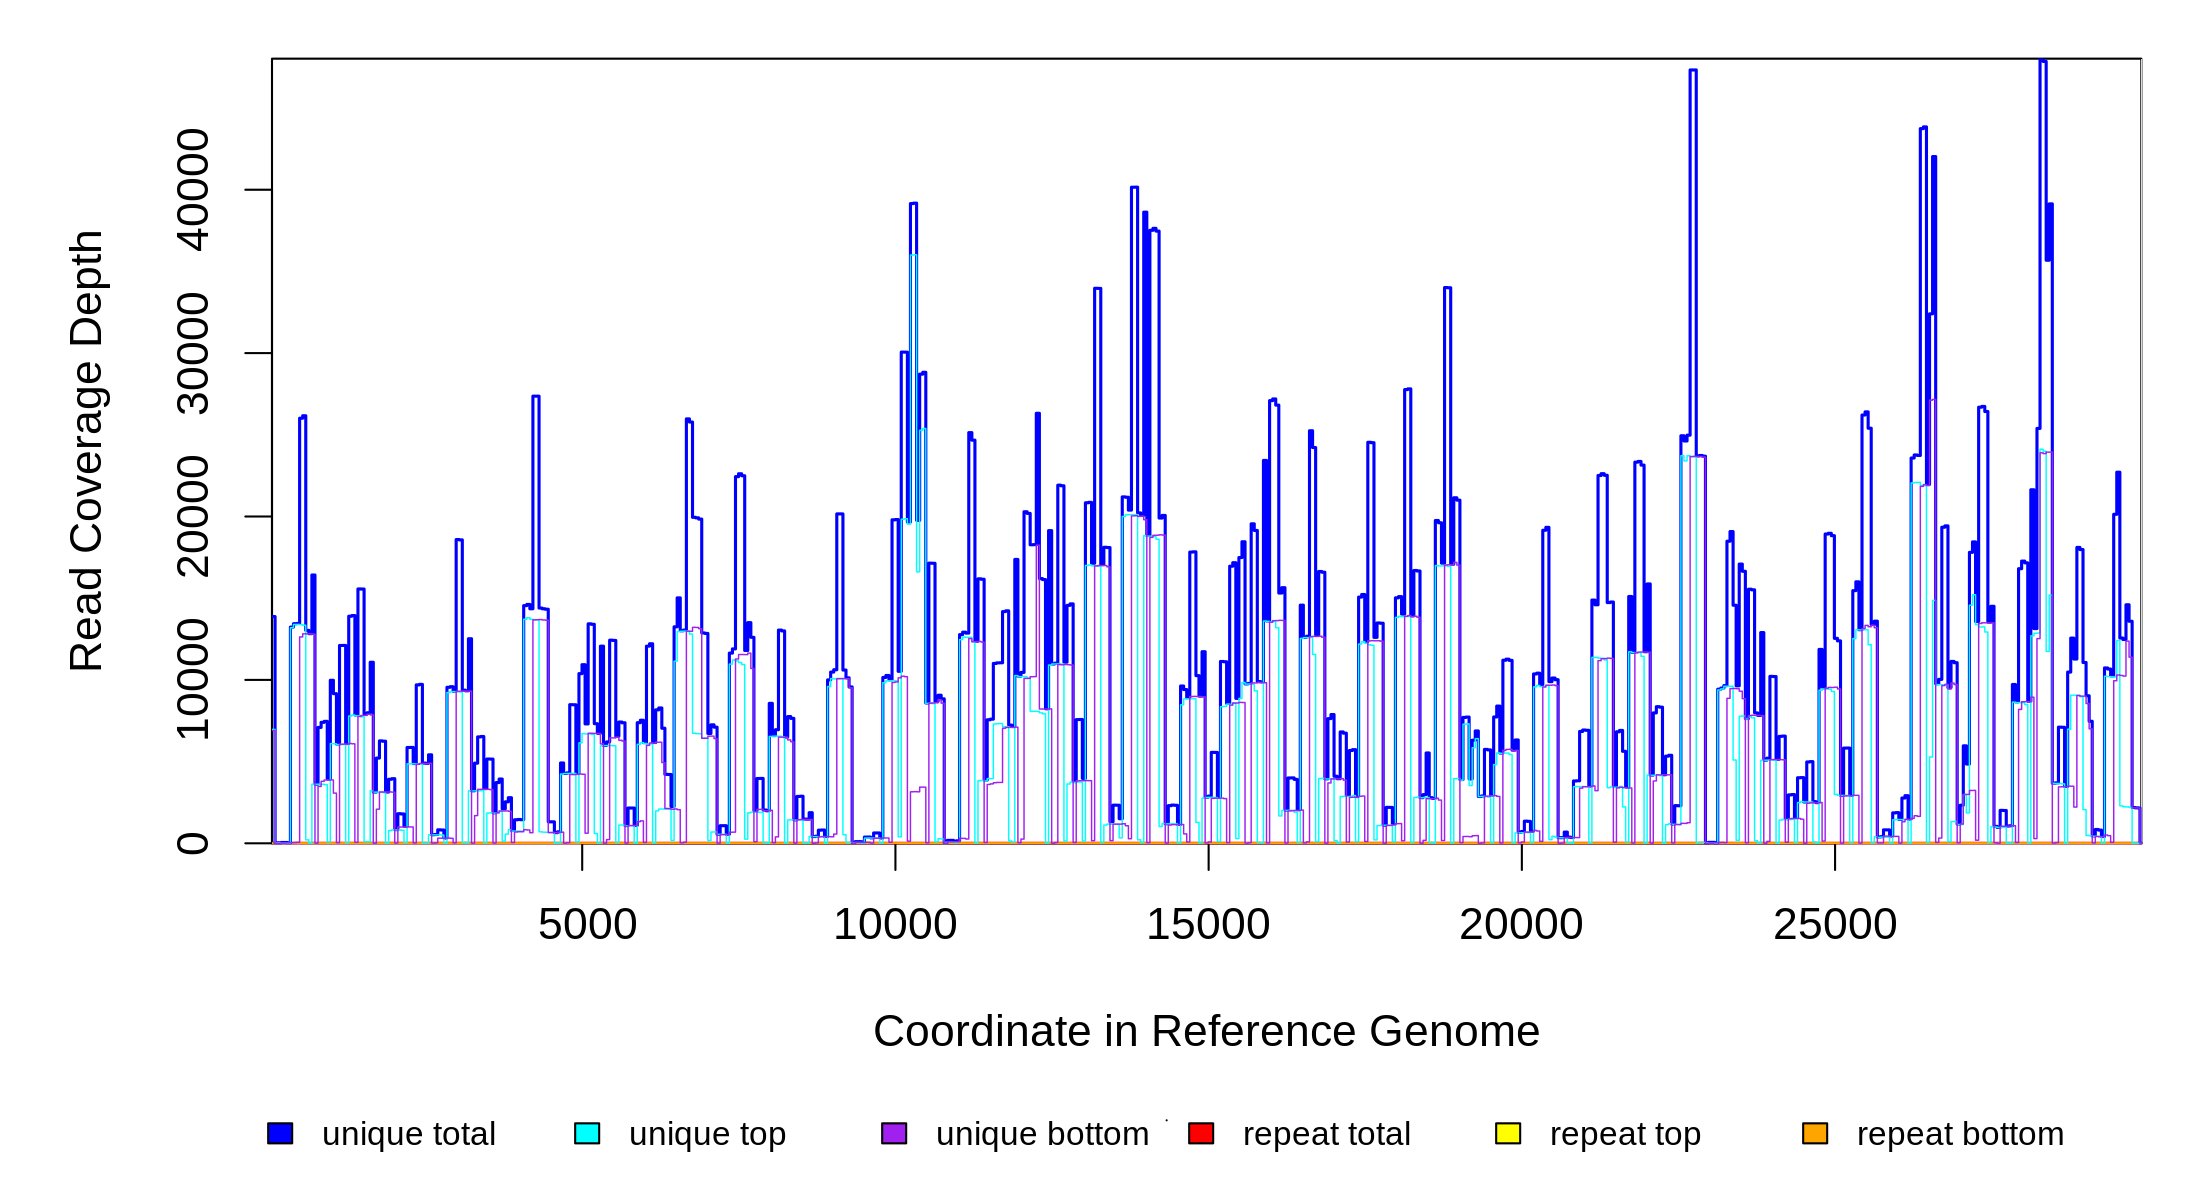 Read Coverage Depth
40000
30000
20000
10000
0
5000 10000 15000 20000 25000
Coordinate in Reference Genome
unique total unique top unique bottom repeat total repeat top repeat bottom